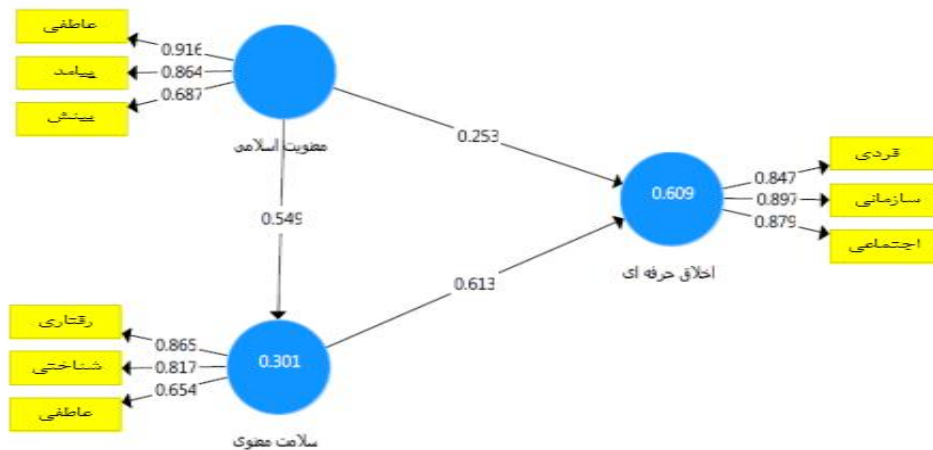 عاطفی
0.916
پیامد
0.864
بینش
0.687
معنویت اسلامی
0.253
0.549
0.609
اخلاق حرفه ای
فردی
0.847
سازمانی
0.897
اجتماعی
0.879
0.613
رفتاری
0.865
شناختی
0.817
عاطفی
0.654
0.301
سلامت معنوی